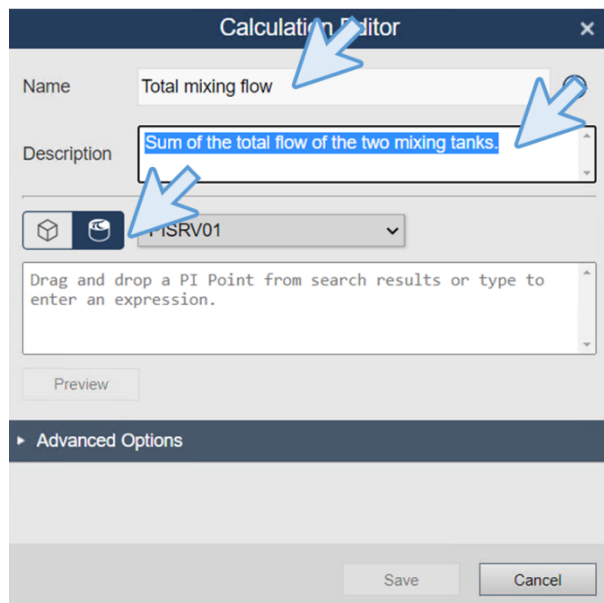 Calculation Editor
Name Total mixing flow
Description Sum of the total flow of the two mixing tanks.
PISRV01
Drag and drop a PI Point from search results or type to
enter an expression.
Preview
Advanced Options
Save Cancel